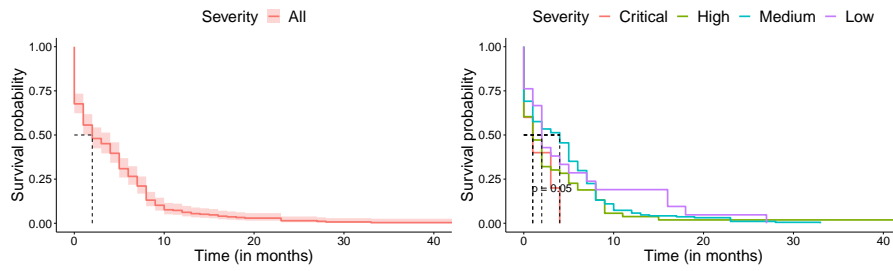 Severity All
1.00
0.75
0.50
0.25
0.00
Survival probability
0 10 20 30 40
Time (in months)
Severity Critical High Medium Low
1.00
0.75
0.50
0.25
0.00
Survival probability
p = 0.05
0 10 20 30 40
Time (in months)